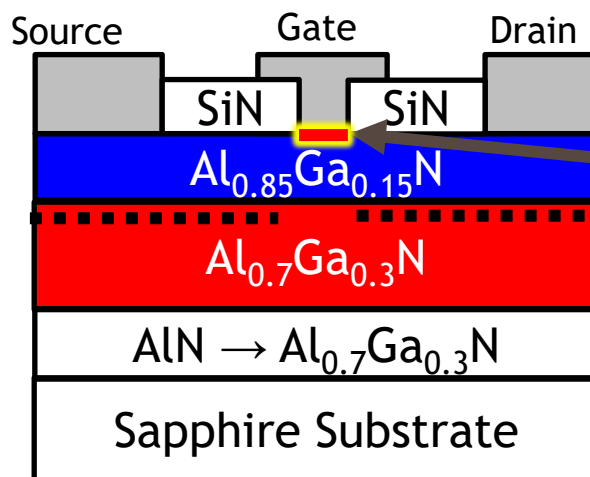 Source Gate Drain
SiN SiN
Al₀.₈₅Ga₀.₁₅N
Al₀.₇Ga₀.₃N
AlN → Al₀.₇Ga₀.₃N
Sapphire Substrate